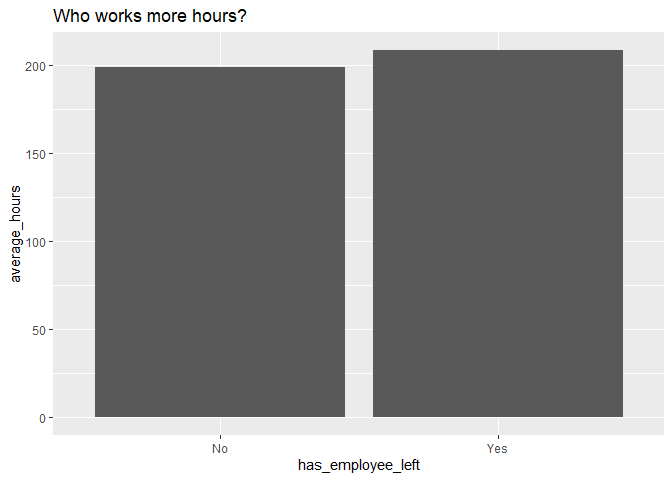 Who works more hours?
average_hours
200
150
100
50
0
No
Yes
has_employee_left